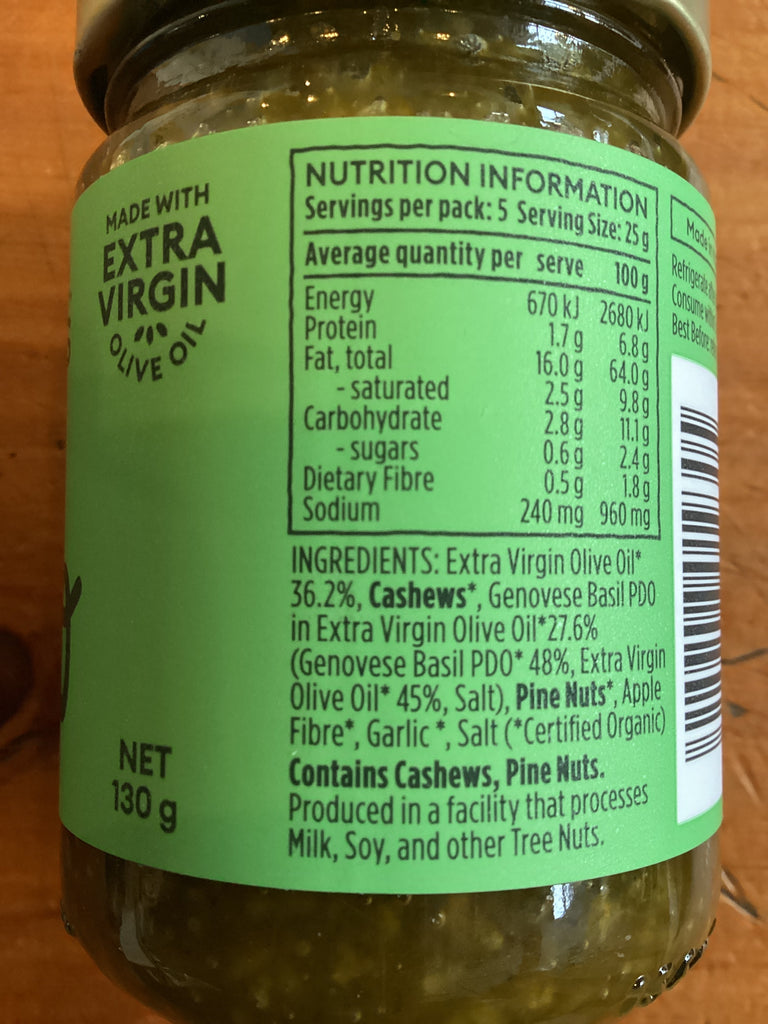 MADE WITH
EXTRA
VIRGIN
OLIVE OIL
NET
130 g
NUTRITION INFORMATION
Servings per pack: 5 Serving Size: 25 g
Average quantity per serve 100 g
Energy 670 kJ 2680 kJ
Protein 1.7 g 6.8 g
Fat, total 16.0 g 64.0 g
- saturated 2.5 g 9.8 g
Carbohydrate 2.8 g 11.1 g
- sugars 0.6 g 2.4 g
Dietary Fibre 0.5 g 1.8 g
Sodium 240 mg 960 mg
INGREDIENTS: Extra Virgin Olive Oil*
36.2%, Cashews*, Genovese Basil PDO
in Extra Virgin Olive Oil*27.6%
(Genovese Basil PDO* 48%, Extra Virgin
Olive Oil* 45%, Salt), Pine Nuts*, Apple
Fibre*, Garlic *, Salt (*Certified Organic)
Contains Cashews, Pine Nuts.
Produced in a facility that processes
Milk, Soy, and other Tree Nuts.
Made
Refrigerate
Consume
Best Before